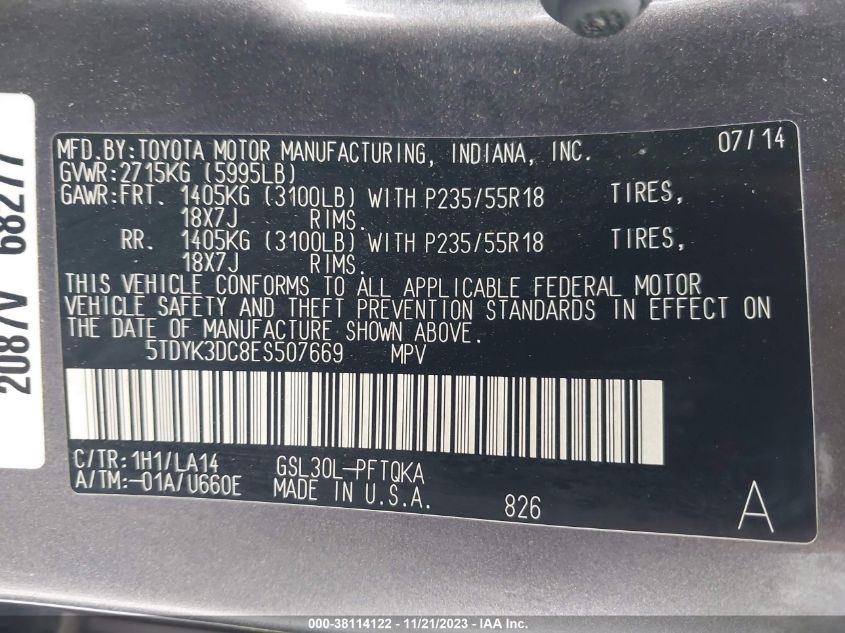 MFD.BY:TOYOTA MOTOR MANUFACTURING, INDIANA, INC. 07/14
GVWR:2715KG (5995LB)
GAWR:FRT. 1405KG (3100LB) WITH P235/55R18 TIRES,
18X7J RIMS.
RR. 1405KG (3100LB) WITH P235/55R18 TIRES,
18X7J RIMS.
THIS VEHICLE CONFORMS TO ALL APPLICABLE FEDERAL MOTOR
VEHICLE SAFETY AND THEFT PREVENTION STANDARDS IN EFFECT ON
THE DATE OF MANUFACTURE SHOWN ABOVE.
5TDYK3DC8ES507669 MPV
C/TR:1H1/LA14 GSL30L-PFTQKA
A/TM:-01A/U660E MADE IN U.S.A. 826 A
2087V 68277
000-38114122 - 11/21/2023 - IAA Inc.